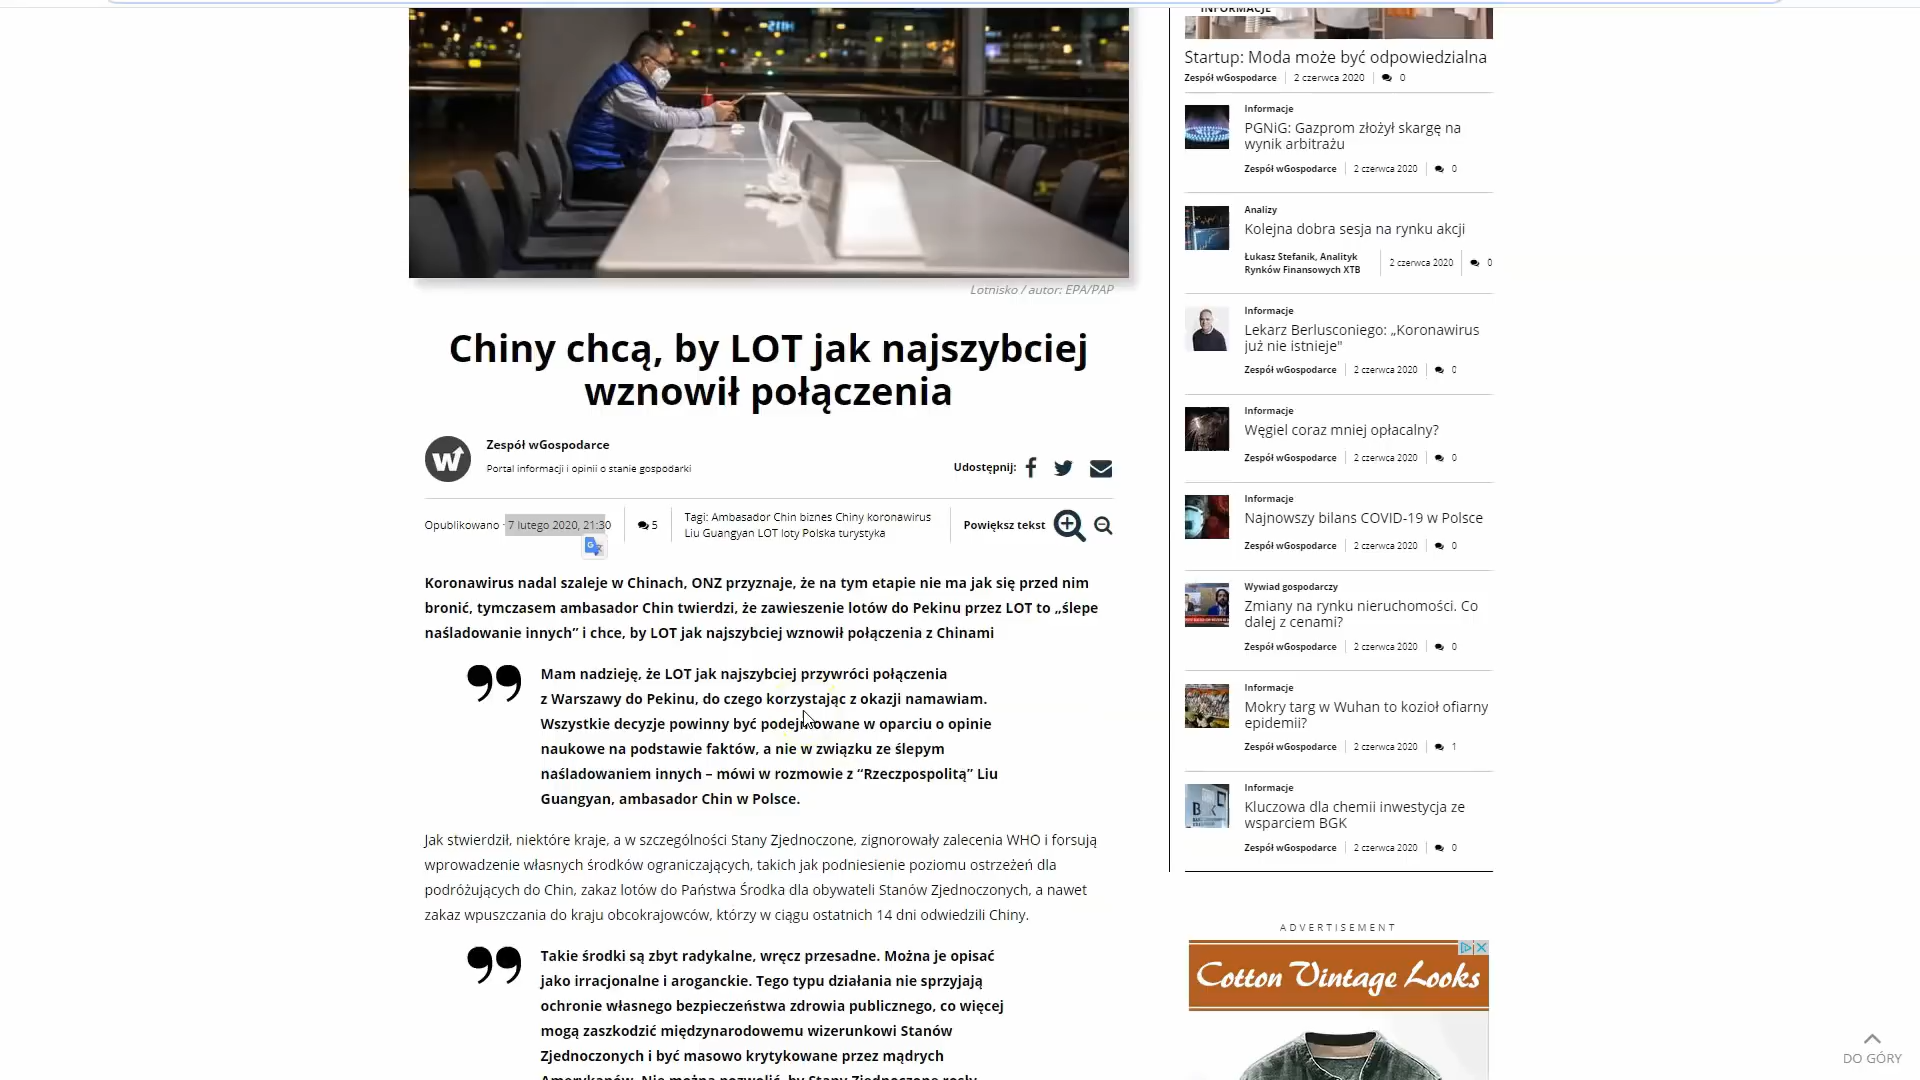 Lotnisko / autor: EPA/PAP
Chiny chcą, by LOT jak najszybciej
wznowił połączenia
Zespół wGospodarce
Portal informacji i opinii o stanie gospodarki
Udostępnij:
Opublikowano · 7 lutego 2020, 21:30
5
Tagi: Ambasador Chin biznes Chiny koronawirus
Liu Guangyan LOT loty Polska turystyka
Powiększ tekst
Koronawirus nadal szaleje w Chinach, ONZ przyznaje, że na tym etapie nie ma jak się przed nim
bronić, tymczasem ambasador Chin twierdzi, że zawieszenie lotów do Pekinu przez LOT to „ślepe
naśladowanie innych” i chce, by LOT jak najszybciej wznowił połączenia z Chinami
Mam nadzieję, że LOT jak najszybciej przywróci połączenia
z Warszawy do Pekinu, do czego korzystając z okazji namawiam.
Wszystkie decyzje powinny być podejmowane w oparciu o opinie
naukowe na podstawie faktów, a nie w związku ze ślepym
naśladowaniem innych – mówi w rozmowie z “Rzeczpospolitą” Liu
Guangyan, ambasador Chin w Polsce.
Jak stwierdził, niektóre kraje, a w szczególności Stany Zjednoczone, zignorowały zalecenia WHO i forsują
wprowadzenie własnych środków ograniczających, takich jak podniesienie poziomu ostrzeżeń dla
podróżujących do Chin, zakaz lotów do Państwa Środka dla obywateli Stanów Zjednoczonych, a nawet
zakaz wpuszczania do kraju obcokrajowców, którzy w ciągu ostatnich 14 dni odwiedzili Chiny.
Takie środki są zbyt radykalne, wręcz przesadne. Można je opisać
jako irracjonalne i aroganckie. Tego typu działania nie sprzyjają
ochronie własnego bezpieczeństwa zdrowia publicznego, co więcej
mogą zaszkodzić międzynarodowemu wizerunkowi Stanów
Zjednoczonych i być masowo krytykowane przez mądrych
Amerykanów. Nie można pozwolić, by Stany Zjednoczone rosły
INFORMACJE
Startup: Moda może być odpowiedzialna
Zespół wGospodarce 2 czerwca 2020 0
Informacje
PGNiG: Gazprom złożył skargę na
wynik arbitrażu
Zespół wGospodarce 2 czerwca 2020 0
Analizy
Kolejna dobra sesja na rynku akcji
Łukasz Stefanik, Analityk
Rynków Finansowych XTB
2 czerwca 2020 0
Informacje
Lekarz Berlusconiego: „Koronawirus
już nie istnieje"
Zespół wGospodarce 2 czerwca 2020 0
Informacje
Węgiel coraz mniej opłacalny?
Zespół wGospodarce 2 czerwca 2020 0
Informacje
Najnowszy bilans COVID-19 w Polsce
Zespół wGospodarce 2 czerwca 2020 0
Wywiad gospodarczy
Zmiany na rynku nieruchomości. Co
dalej z cenami?
Zespół wGospodarce 2 czerwca 2020 0
Informacje
Mokry targ w Wuhan to kozioł ofiarny
epidemii?
Zespół wGospodarce 2 czerwca 2020 1
Informacje
Kluczowa dla chemii inwestycja ze
wsparciem BGK
Zespół wGospodarce 2 czerwca 2020 0
ADVERTISEMENT
Cotton Vintage Looks
DO GÓRY